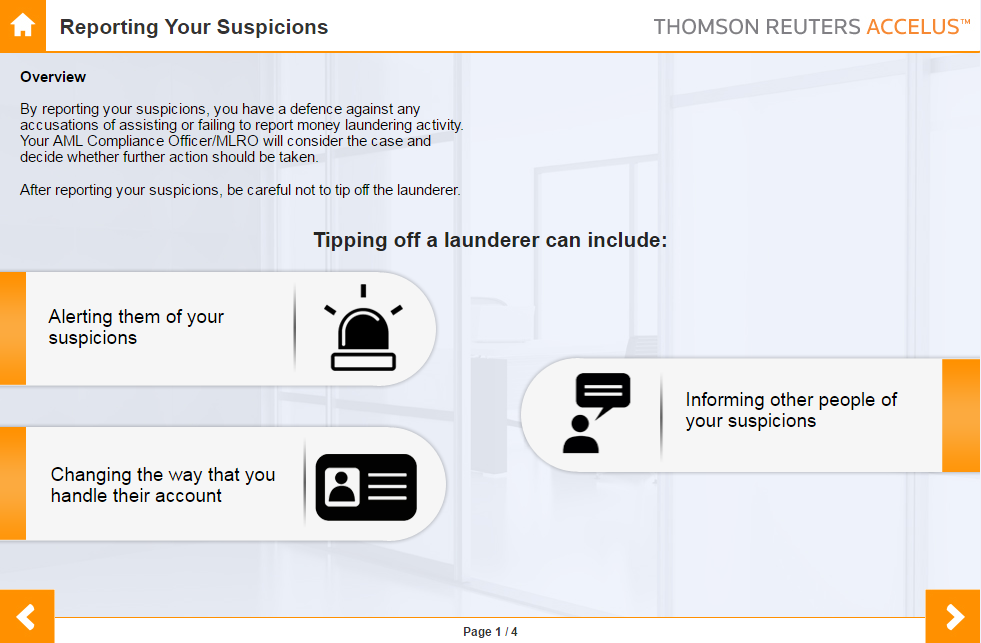 Reporting Your Suspicions
THOMSON REUTERS ACCELUS™
Overview
By reporting your suspicions, you have a defence against any
accusations of assisting or failing to report money laundering activity.
Your AML Compliance Officer/MLRO will consider the case and
decide whether further action should be taken.
After reporting your suspicions, be careful not to tip off the launderer.
Tipping off a launderer can include:
Alerting them of your
suspicions
Informing other people of
your suspicions
Changing the way that you
handle their account
Page 1 / 4